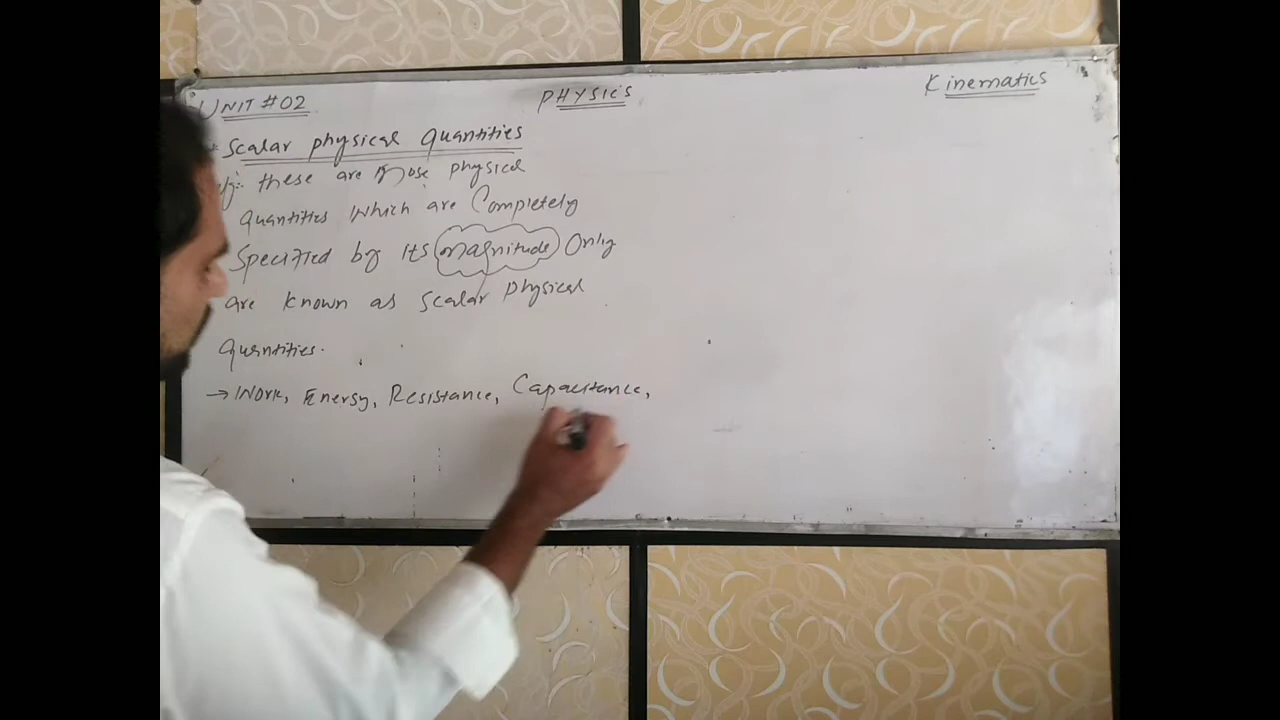 UNIT # 02 PHYSICS Kinematics
Scalar physical Quantities
these are those physical
Quantities which are Completely
Specified by its magnitude Only
are known as Scalar Physical
Quantities.
→ Work, Energy, Resistance, Capacitance,